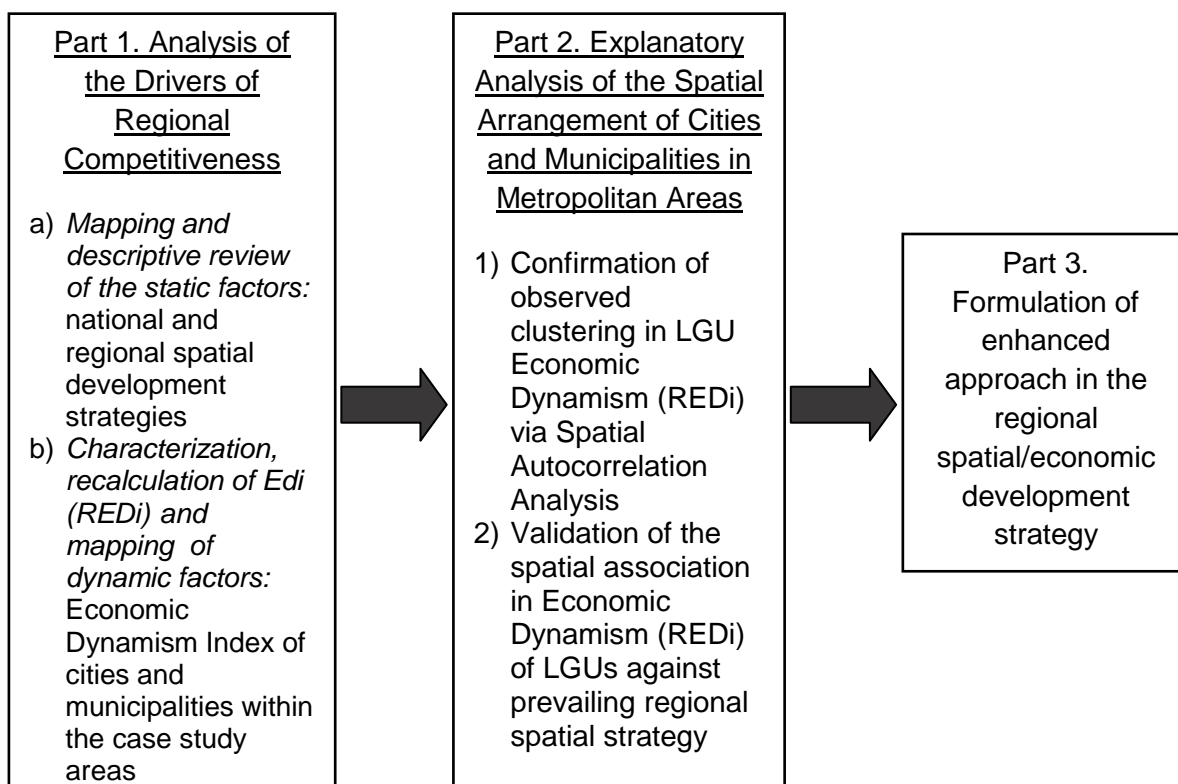 Part 1. Analysis of
the Drivers of
Regional
Competitiveness
a) Mapping and
descriptive review
of the static factors:
national and
regional spatial
development
strategies
b) Characterization,
recalculation of Edi
(REDi) and
mapping of
dynamic factors:
Economic
Dynamism Index of
cities and
municipalities within
the case study
areas
Part 2. Explanatory
Analysis of the Spatial
Arrangement of Cities
and Municipalities in
Metropolitan Areas
1) Confirmation of
observed
clustering in LGU
Economic
Dynamism (REDi)
via Spatial
Autocorrelation
Analysis
2) Validation of the
spatial association
in Economic
Dynamism (REDi)
of LGUs against
prevailing regional
spatial strategy
Part 3.
Formulation of
enhanced
approach in the
regional
spatial/economic
development
strategy